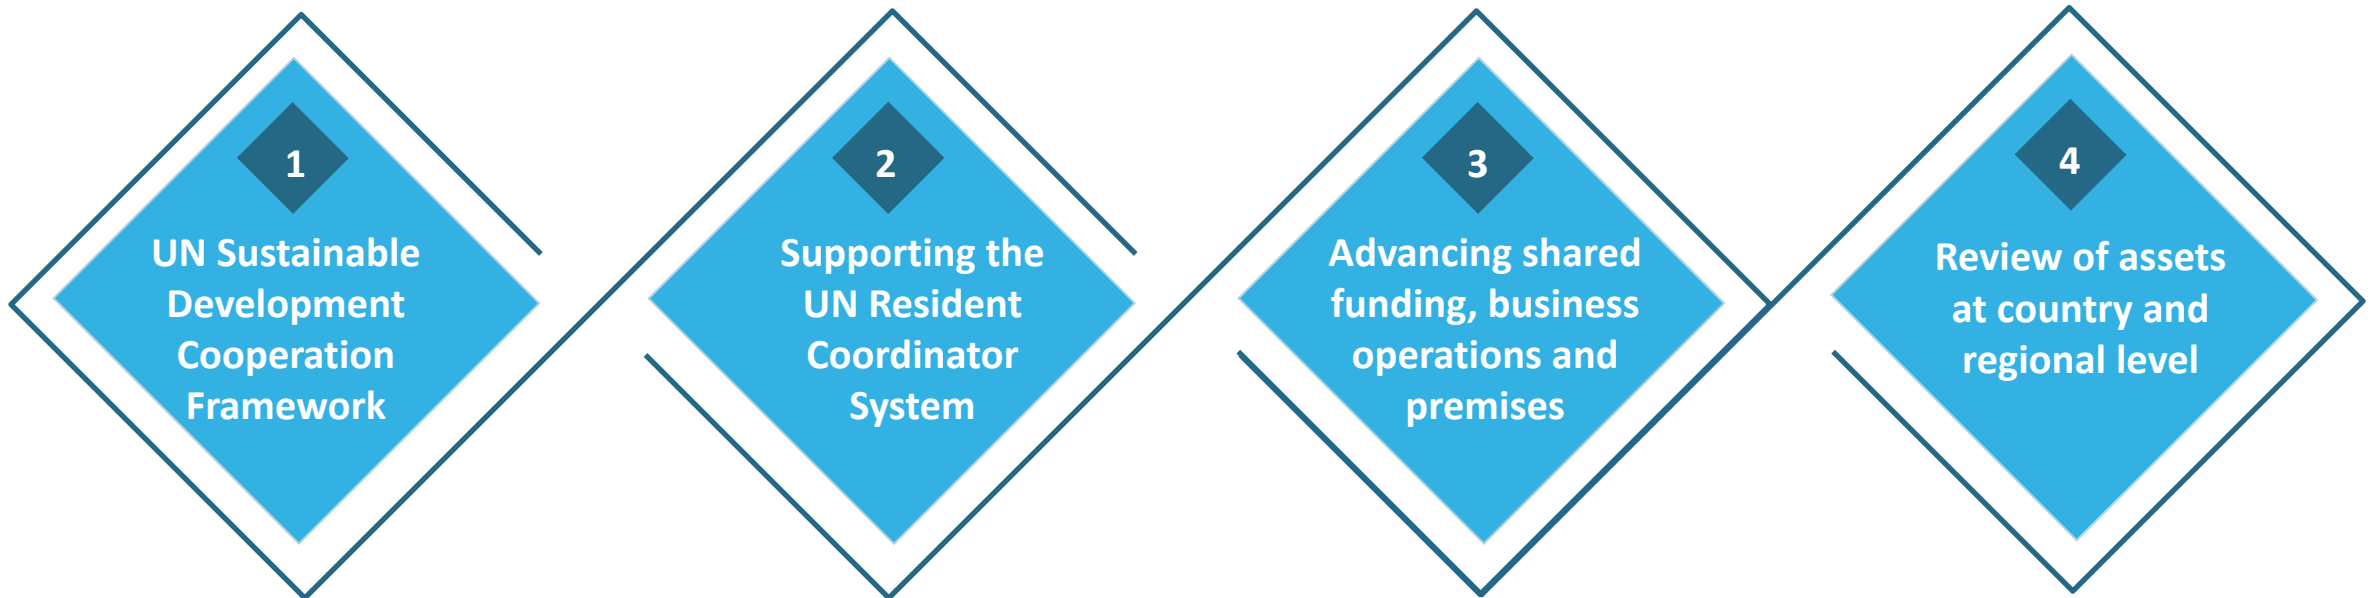 1
UN Sustainable
Development
Cooperation
Framework
2
Supporting the
UN Resident
Coordinator
System
3
Advancing shared
funding, business
operations and
premises
4
Review of assets
at country and
regional level